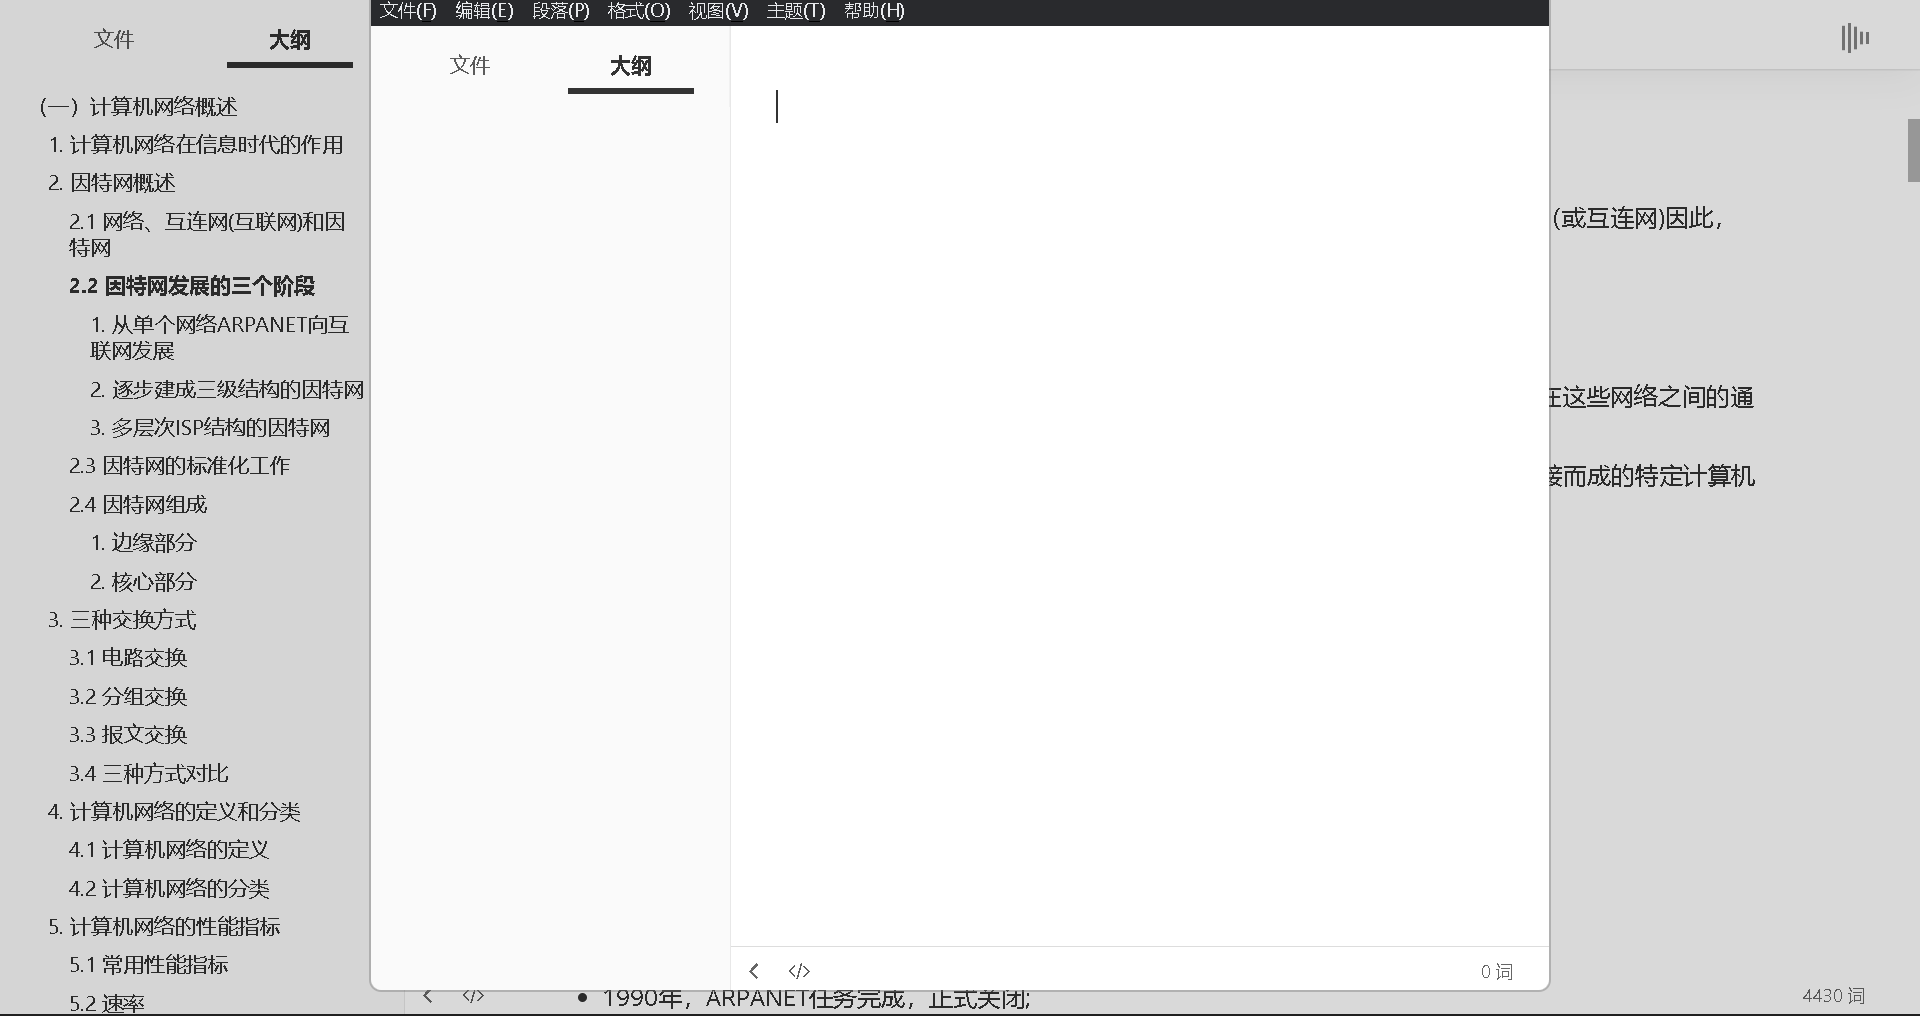 文件
大纲
（一）计算机网络概述
1. 计算机网络在信息时代的作用
2. 因特网概述
2.1 网络、互连网(互联网)和因
特网
2.2 因特网发展的三个阶段
1. 从单个网络ARPANET向互
联网发展
2. 逐步建成三级结构的因特网
3. 多层次ISP结构的因特网
2.3 因特网的标准化工作
2.4 因特网组成
1. 边缘部分
2. 核心部分
3. 三种交换方式
3.1 电路交换
3.2 分组交换
3.3 报文交换
3.4 三种方式对比
4. 计算机网络的定义和分类
4.1 计算机网络的定义
4.2 计算机网络的分类
5. 计算机网络的性能指标
5.1 常用性能指标
5.2 速率
文件(F) 编辑(E) 段落(P) 格式(O) 视图(V) 主题(T) 帮助(H)
文件
大纲
</>
0 词
(或互连网)因此，
在这些网络之间的通
接而成的特定计算机
</>
1990年，ARPANET任务完成，正式关闭;
4430 词